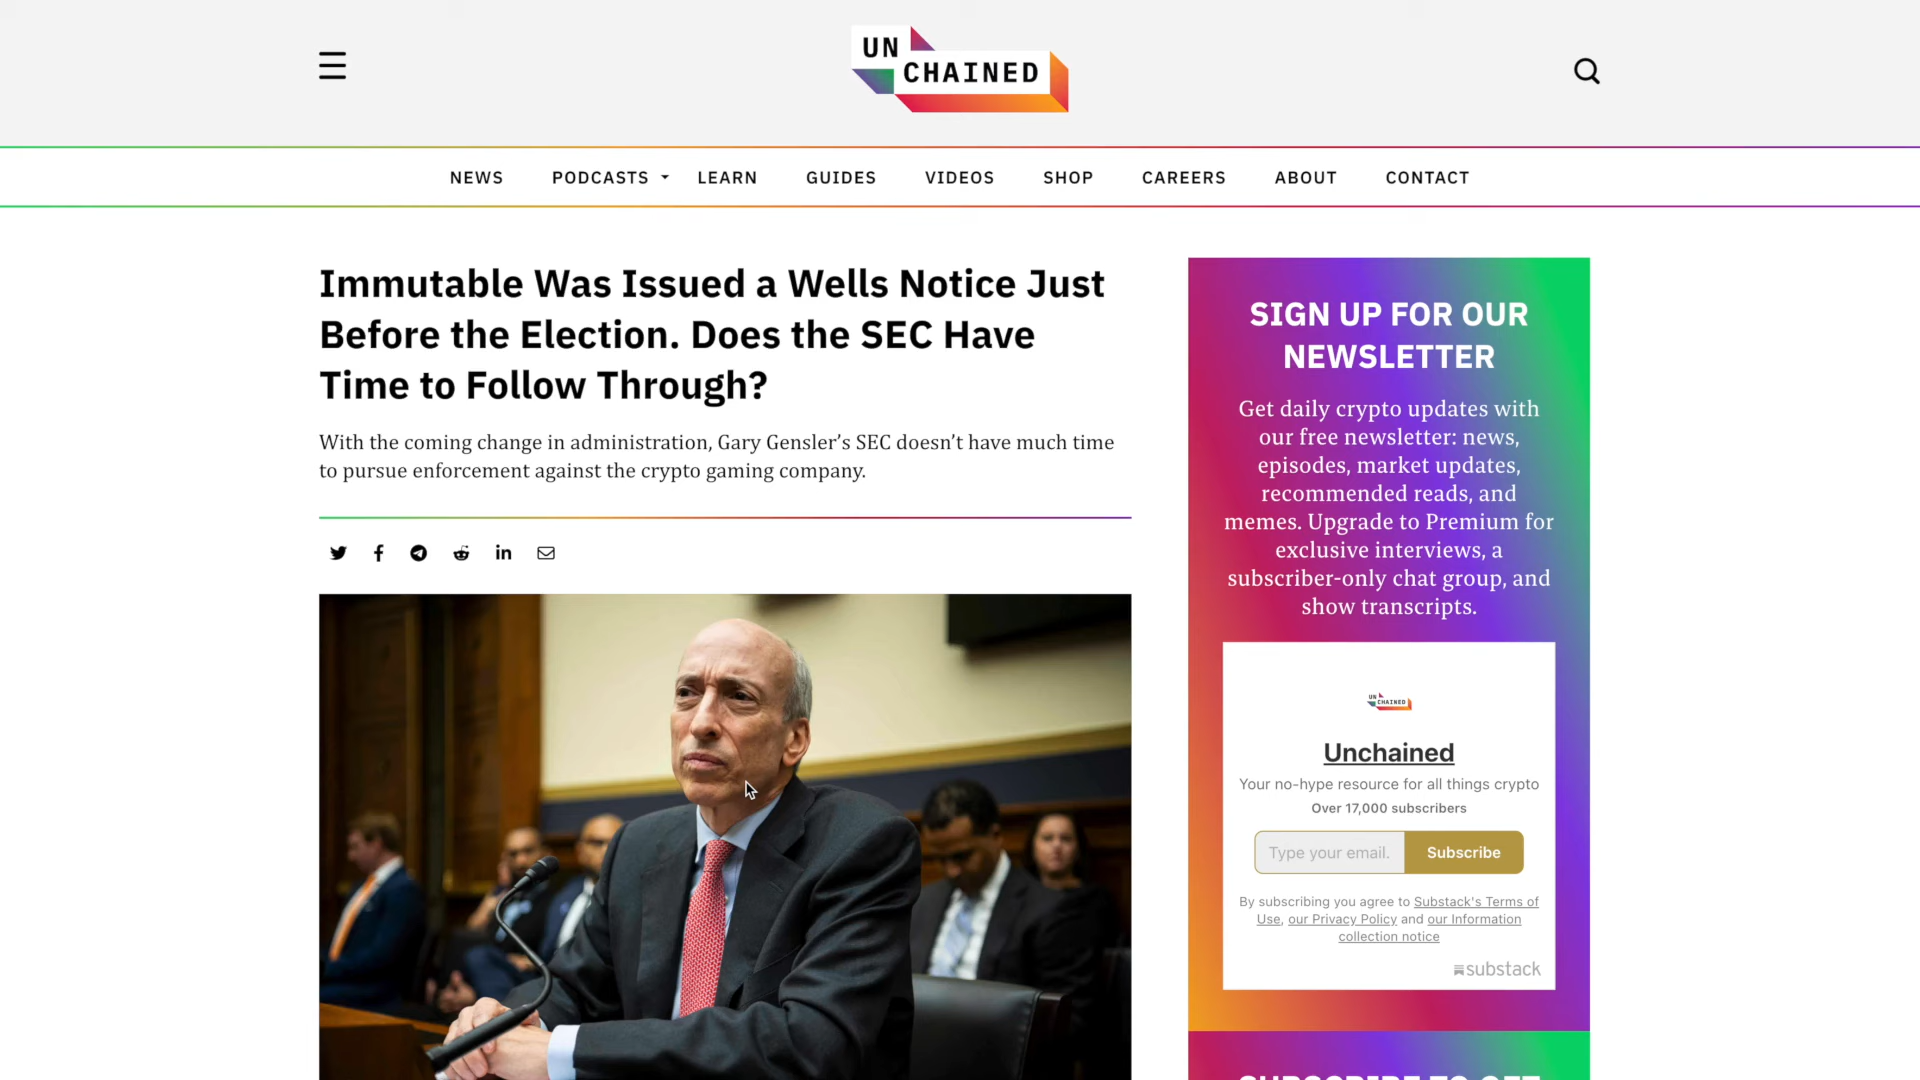 UN
CHAINED
NEWS
PODCASTS
LEARN
GUIDES
VIDEOS
SHOP
CAREERS
ABOUT
CONTACT
Immutable Was Issued a Wells Notice Just
Before the Election. Does the SEC Have
Time to Follow Through?
With the coming change in administration, Gary Gensler’s SEC doesn’t have much time
to pursue enforcement against the crypto gaming company.
SIGN UP FOR OUR
NEWSLETTER
Get daily crypto updates with
our free newsletter: news,
episodes, market updates,
recommended reads, and
memes. Upgrade to Premium for
exclusive interviews, a
subscriber-only chat group, and
show transcripts.
UN
CHAINED
Unchained
Your no-hype resource for all things crypto
Over 17,000 subscribers
Type your email.
Subscribe
By subscribing you agree to Substack's Terms of
Use, our Privacy Policy and our Information
collection notice
substack
SUBSCRIBE TO GET